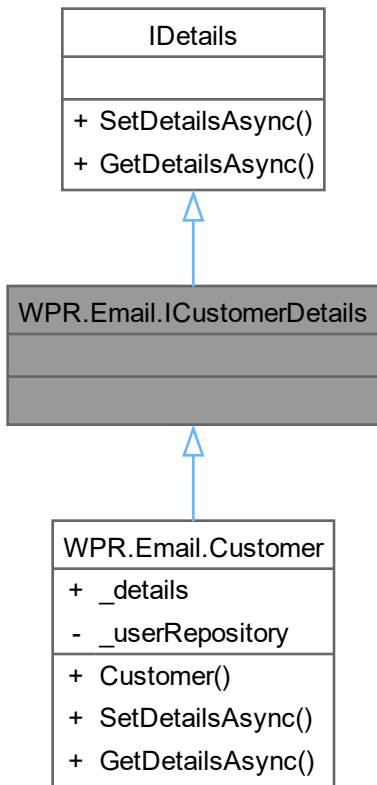 IDetails
+ SetDetailsAsync()
+ GetDetailsAsync()
WPR.Email.ICustomerDetails
WPR.Email.Customer
+ _details
- _userRepository
+ Customer()
+ SetDetailsAsync()
+ GetDetailsAsync()